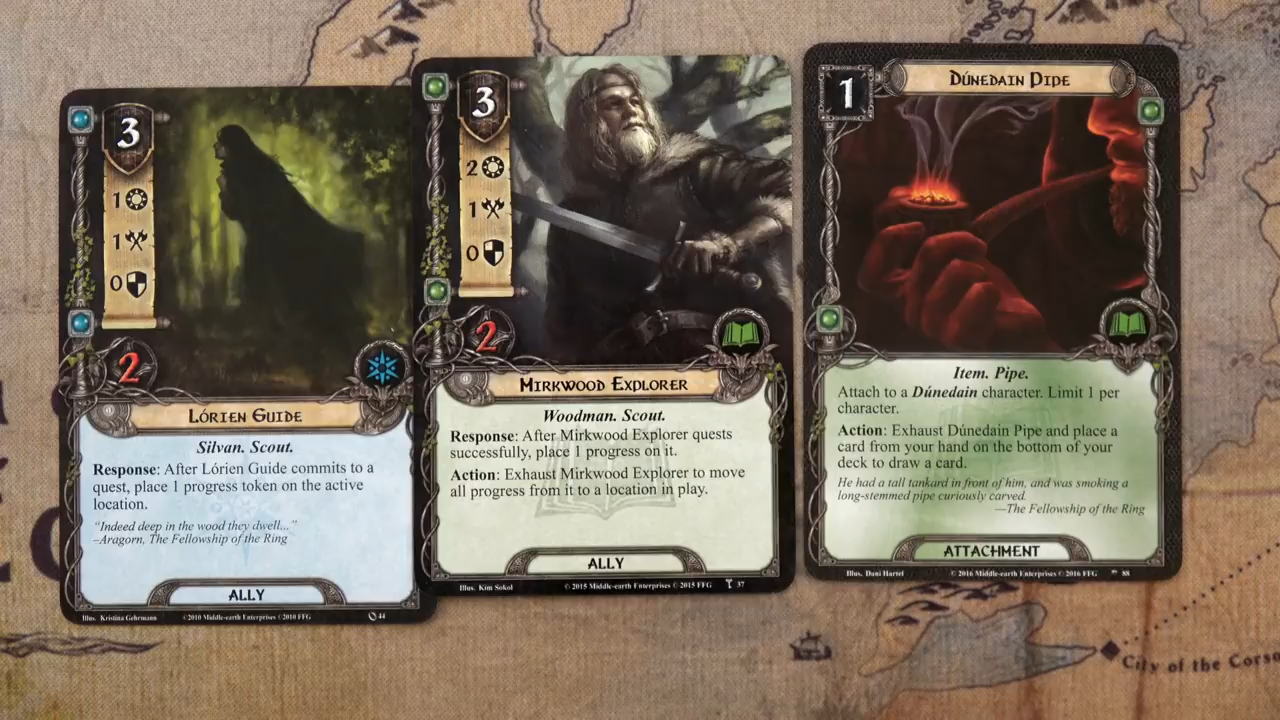 3
1
1
0
2
LÓRIEN GUIDE
Silvan. Scout.
Response: After Lórien Guide commits to a
quest, place 1 progress token on the active
location.
“Indeed deep in the wood they dwell...”
–Aragorn, The Fellowship of the Ring
ALLY
Illus. Kristina Gehrmann ©2010 Middle-earth Enterprises ©2010 FFG 44
3
2
1
0
2
MIRKWOOD EXPLORER
Woodman. Scout.
Response: After Mirkwood Explorer quests
successfully, place 1 progress on it.
Action: Exhaust Mirkwood Explorer to move
all progress from it to a location in play.
ALLY
Illus. Kim Sokol © 2015 Middle-earth Enterprises © 2015 FFG 37
1
DÚNEDAIN PIPE
Item. Pipe.
Attach to a Dúnedain character. Limit 1 per
character.
Action: Exhaust Dúnedain Pipe and place a
card from your hand on the bottom of your
deck to draw a card.
He had a tall tankard in front of him, and was smoking a
long-stemmed pipe curiously carved.
—The Fellowship of the Ring
ATTACHMENT
Illus. Dani Hartel © 2016 Middle-earth Enterprises © 2016 FFG 88
City of the Corso